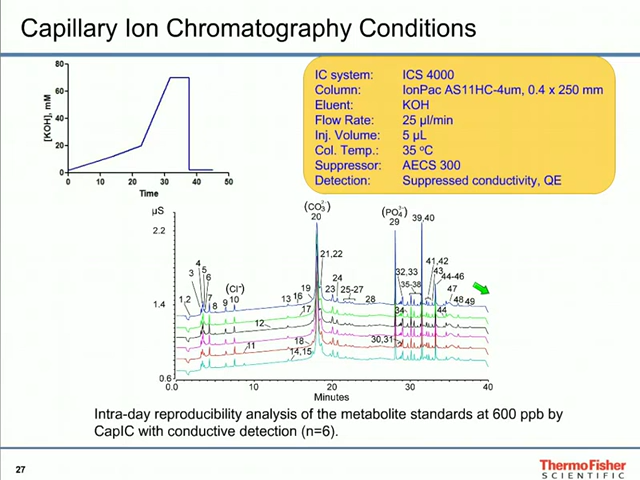 Capillary Ion Chromatography Conditions
[KOH], mM
80
60
40
20
0
0 10 20 30 40 50
Time
IC system: ICS 4000
Column: IonPac AS11HC-4um, 0.4 x 250 mm
Eluent: KOH
Flow Rate: 25 µl/min
Inj. Volume: 5 µL
Col. Temp.: 35 °C
Suppressor: AECS 300
Detection: Suppressed conductivity, QE
µS
2.2
1.4
0.6
1,2
3
4
5
6
7
8
9
(Cl⁻)
10
11
12
13
14,15
16
17
18
19
(CO₃²⁻)
20
21,22
23
24
25-27
28
(PO₄³⁻)
29
30,31
32,33
34
35-38
39,40
41,42
43
44-46
44
47
48
49
0.0 10 20 30 40
Minutes
Intra-day reproducibility analysis of the metabolite standards at 600 ppb by
CapIC with conductive detection (n=6).
27
ThermoFisher
SCIENTIFIC